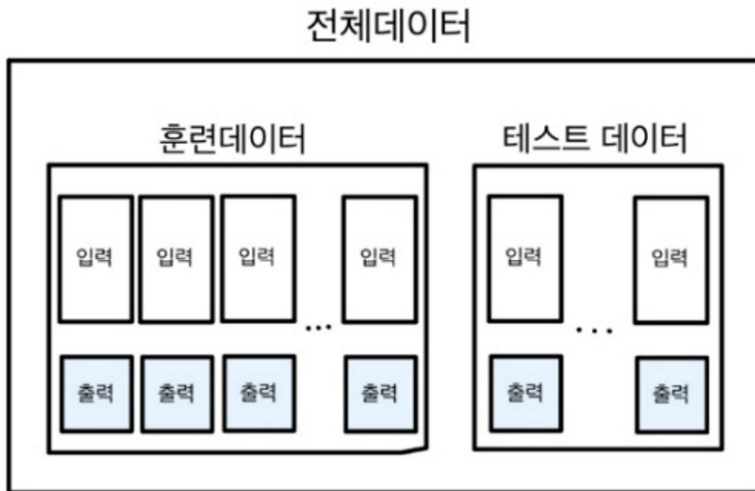 전체데이터
훈련데이터 테스트 데이터
입력 입력 입력 입력 입력 입력
... ...
출력 출력 출력 출력 출력 출력